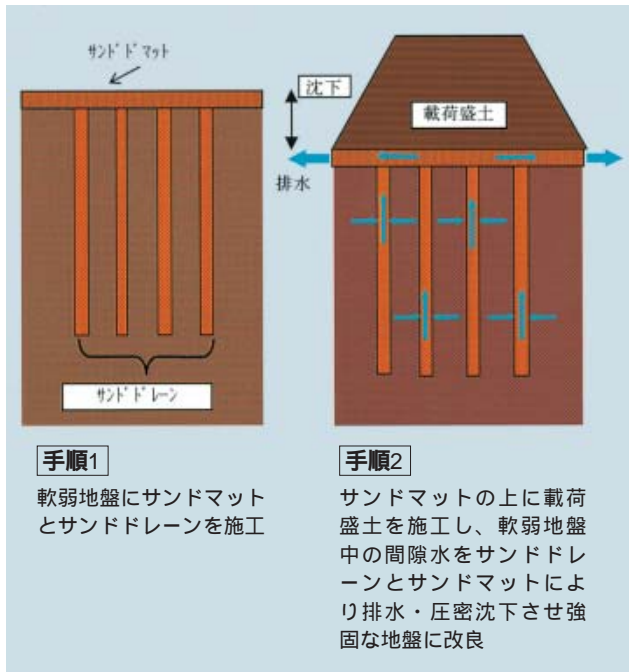 サンドドマット
沈下
載荷盛土
排水
サンドドレーン
手順1
軟弱地盤にサンドマット
とサンドドレーンを施工
手順2
サンドマットの上に載荷
盛土を施工し、軟弱地盤
中の間隙水をサンドドレ
ーンとサンドマットによ
り排水・圧密沈下させ強
固な地盤に改良